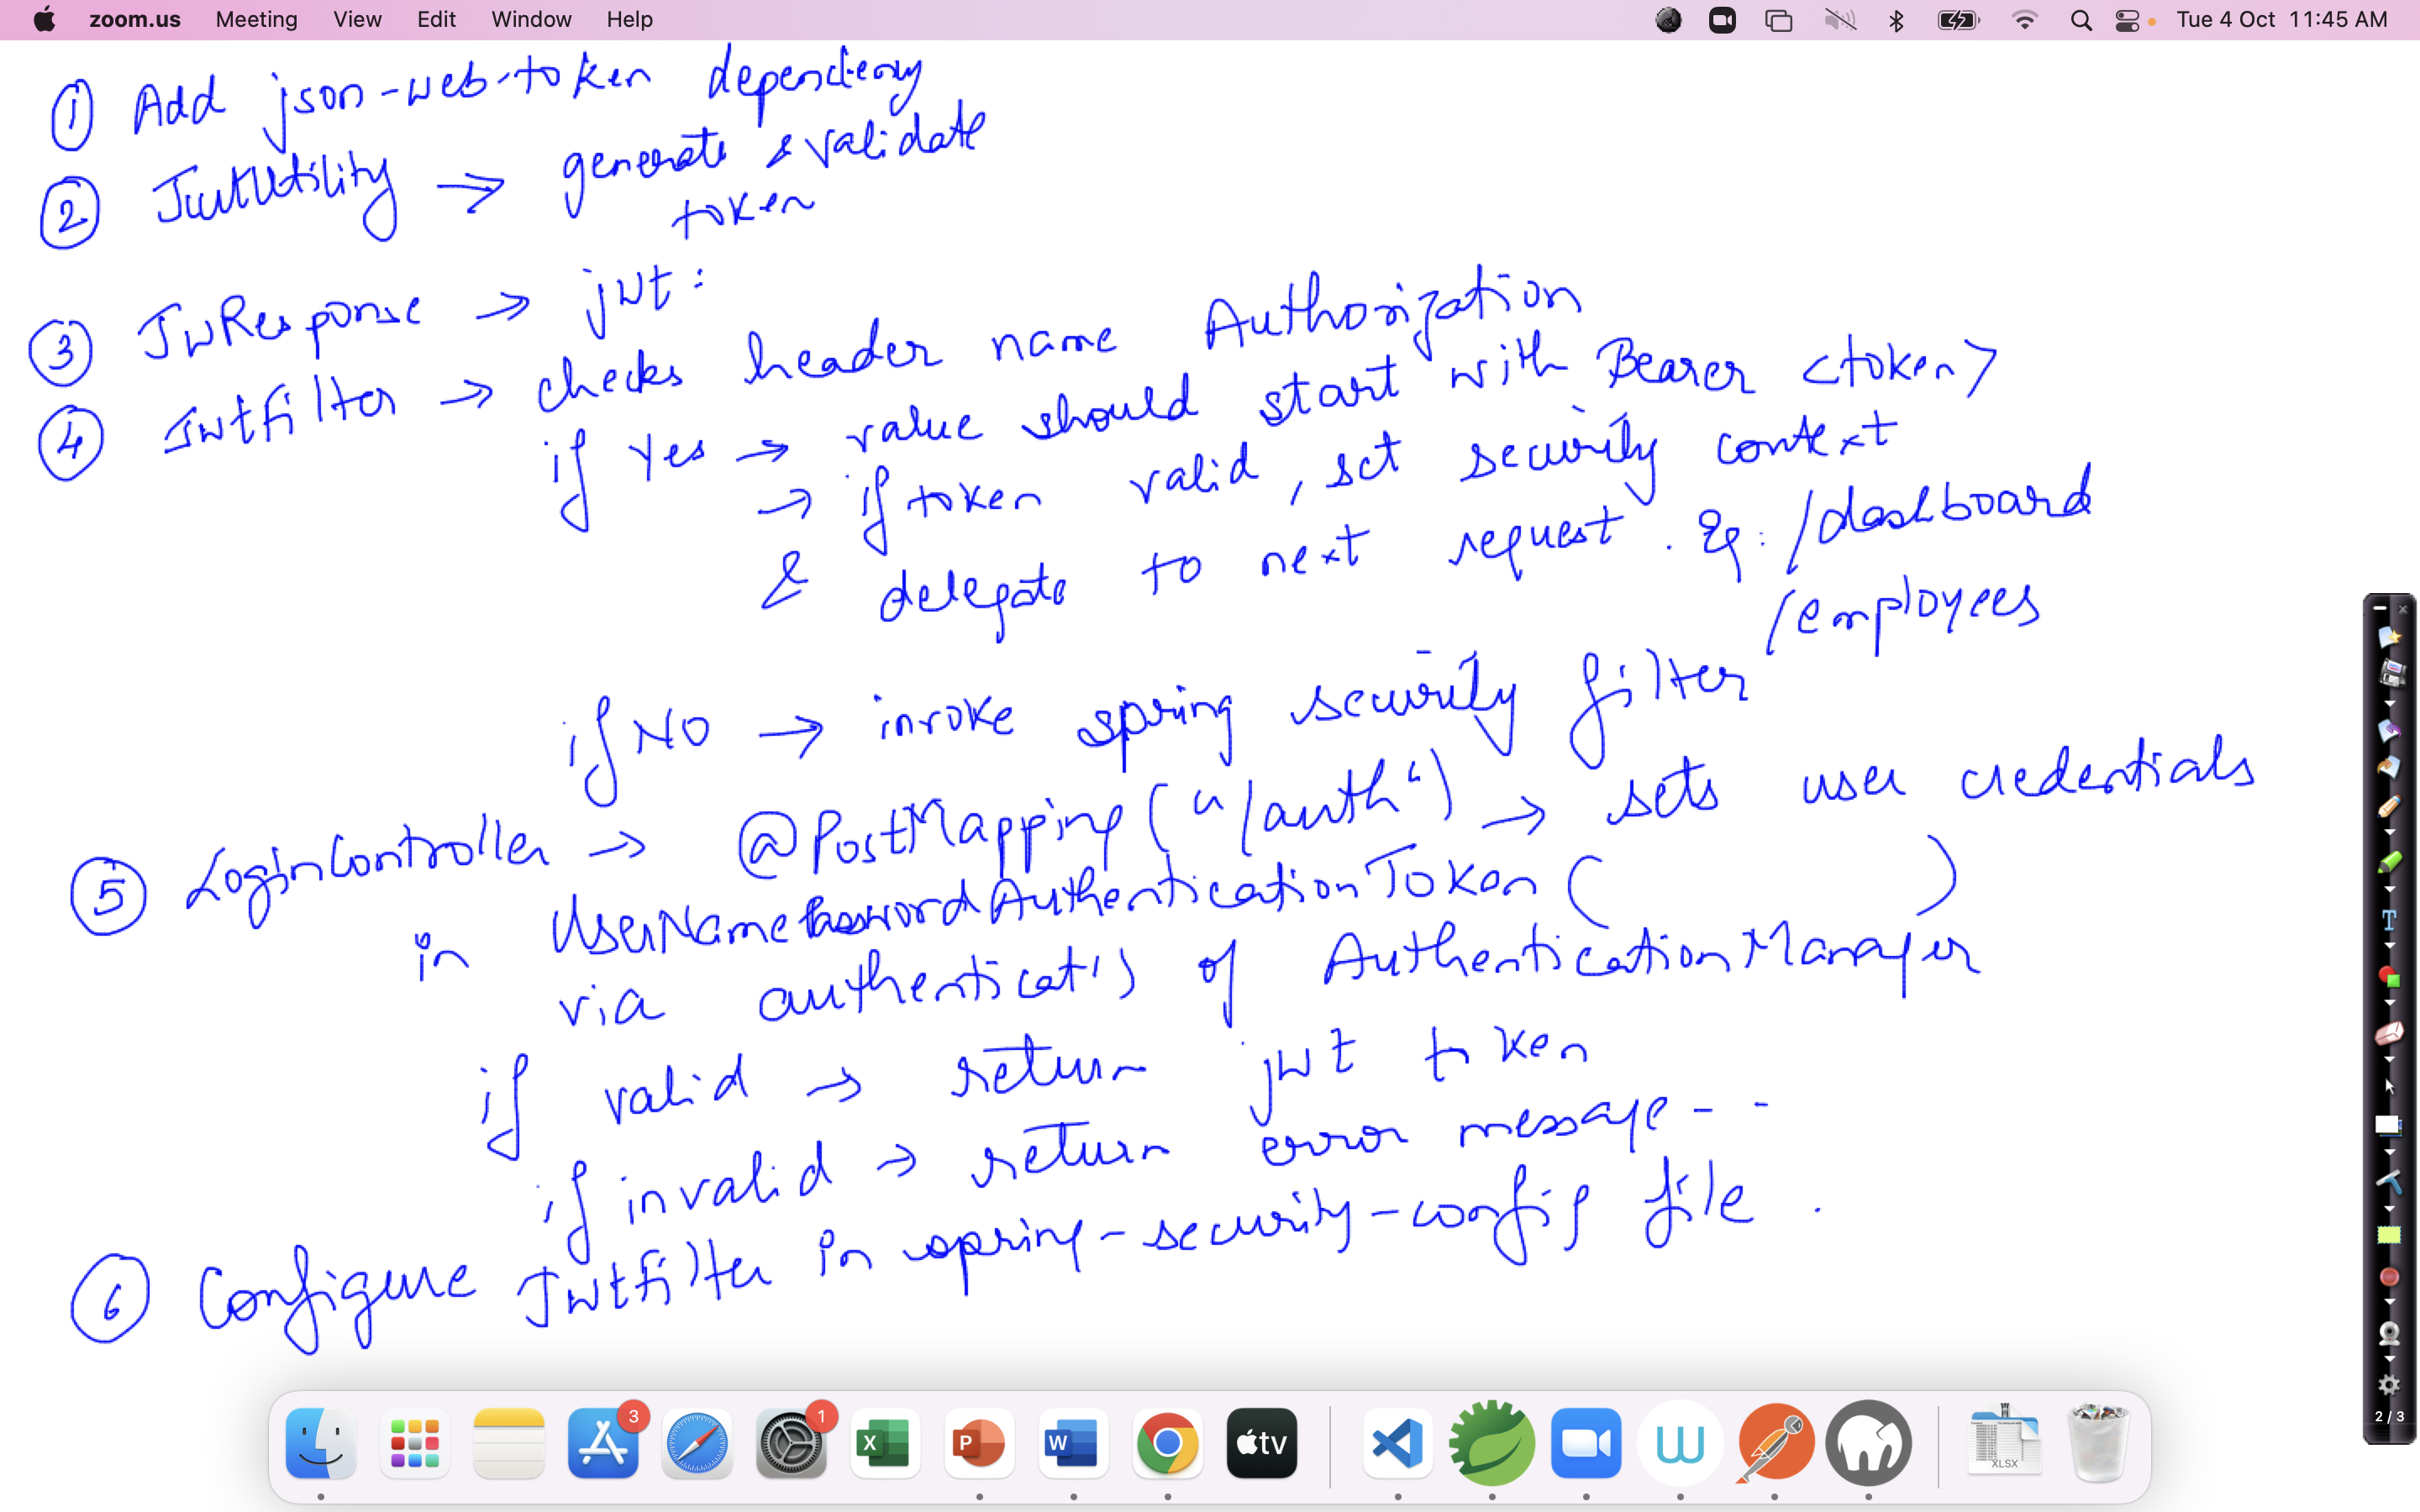 zoom.us Meeting View Edit Window Help Tue 4 Oct 11:45 AM
① Add json-web-token dependency
② JwtUtility → generate & validate
token
③ JwResponse → jwt:
④ Jwtfilter → checks header name Authorization
if Yes → value should start with Bearer <token>
→ if token valid, set security context
& delegate to next request. Eg: /dashboard
/employees
if NO → invoke spring security filter
⑤ LoginController → @PostMapping("/auth") → sets user credentials
in UserNamePasswordAuthenticationToken( )
via authenticate() of AuthenticationManager
if valid → return jwt token
if invalid → return error message - -
⑥ Configure Jwtfilter in spring-security-config file.
T
2 / 3
3
1
X
P
W
tv
W
XLSX